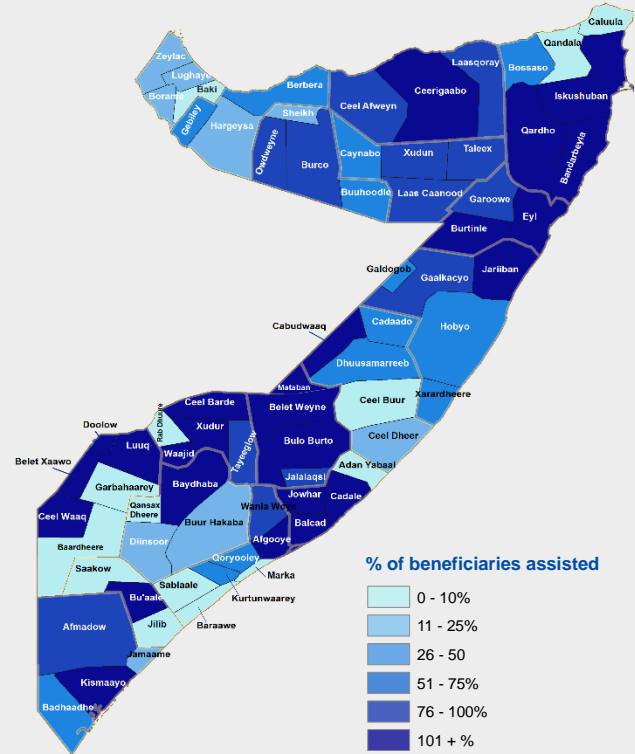 Caluula
Qandala
Bossaso
Laasqoray
Zeylac
Lughaye
Baki
Borama
Gebiley
Berbera
Ceel Afweyn
Ceerigaabo
Iskushuban
Sheikh
Hargeysa
Qardho
Bandarbeyla
Owdweyne
Burco
Caynabo
Xudun
Taleex
Buuhoodle
Laas Caanood
Garoowe
Eyl
Burtinle
Galdogob
Gaalkacyo
Jariiban
Cabudwaaq
Cadaado
Hobyo
Dhuusamarreeb
Mataban
Ceel Buur
Xarardheere
Ceel Barde
Belet Weyne
Rab Dhuure
Doolow
Xudur
Ceel Dheer
Luuq
Waajid
Tayeeglow
Bulo Burto
Belet Xaawo
Adan Yabaal
Garbahaarey
Baydhaba
Jalalaqsi
Qansax
Dheere
Jowhar
Cadale
Ceel Waaq
Buur Hakaba
Wanla Weyn
Balcad
Baardheere
Diinsoor
Afgooye
Qoryooley
Marka
Saakow
Sablaale
Kurtunwaarey
Bu'aale
Baraawe
Afmadow
Jilib
Jamaame
Kismaayo
Badhaadhe
% of beneficiaries assisted
0 - 10%
11 - 25%
26 - 50
51 - 75%
76 - 100%
101 + %